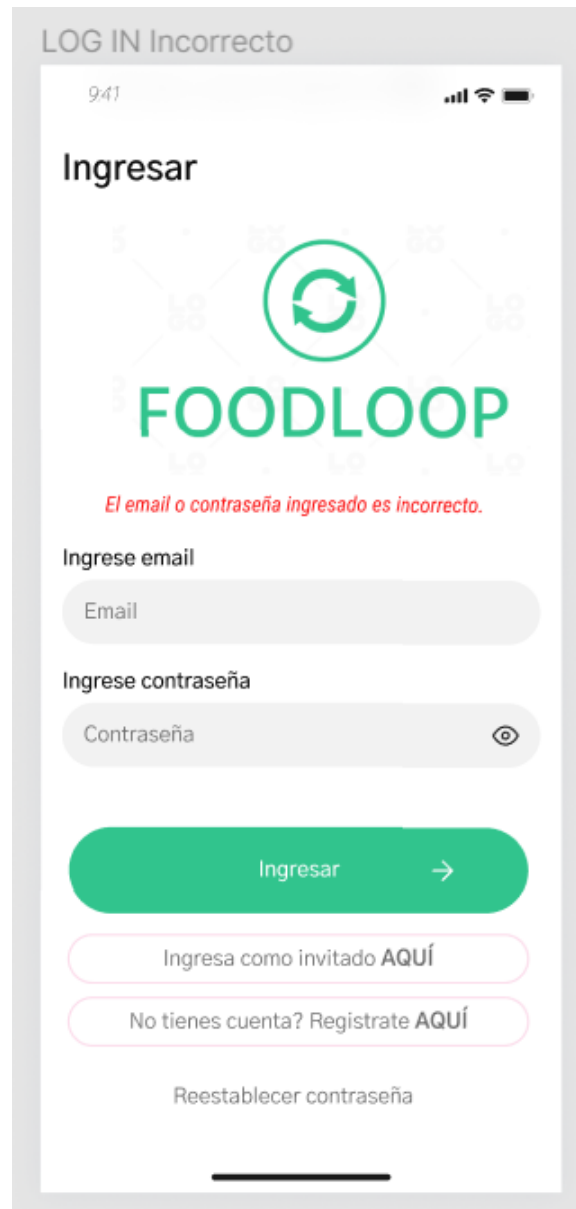 LOG IN Incorrecto
9:41
Ingresar
FOODLOOP
El email o contraseña ingresado es incorrecto.
Ingrese email
Email
Ingrese contraseña
Contraseña
Ingresar
Ingresa como invitado AQUÍ
No tienes cuenta? Registrate AQUÍ
Reestablecer contraseña